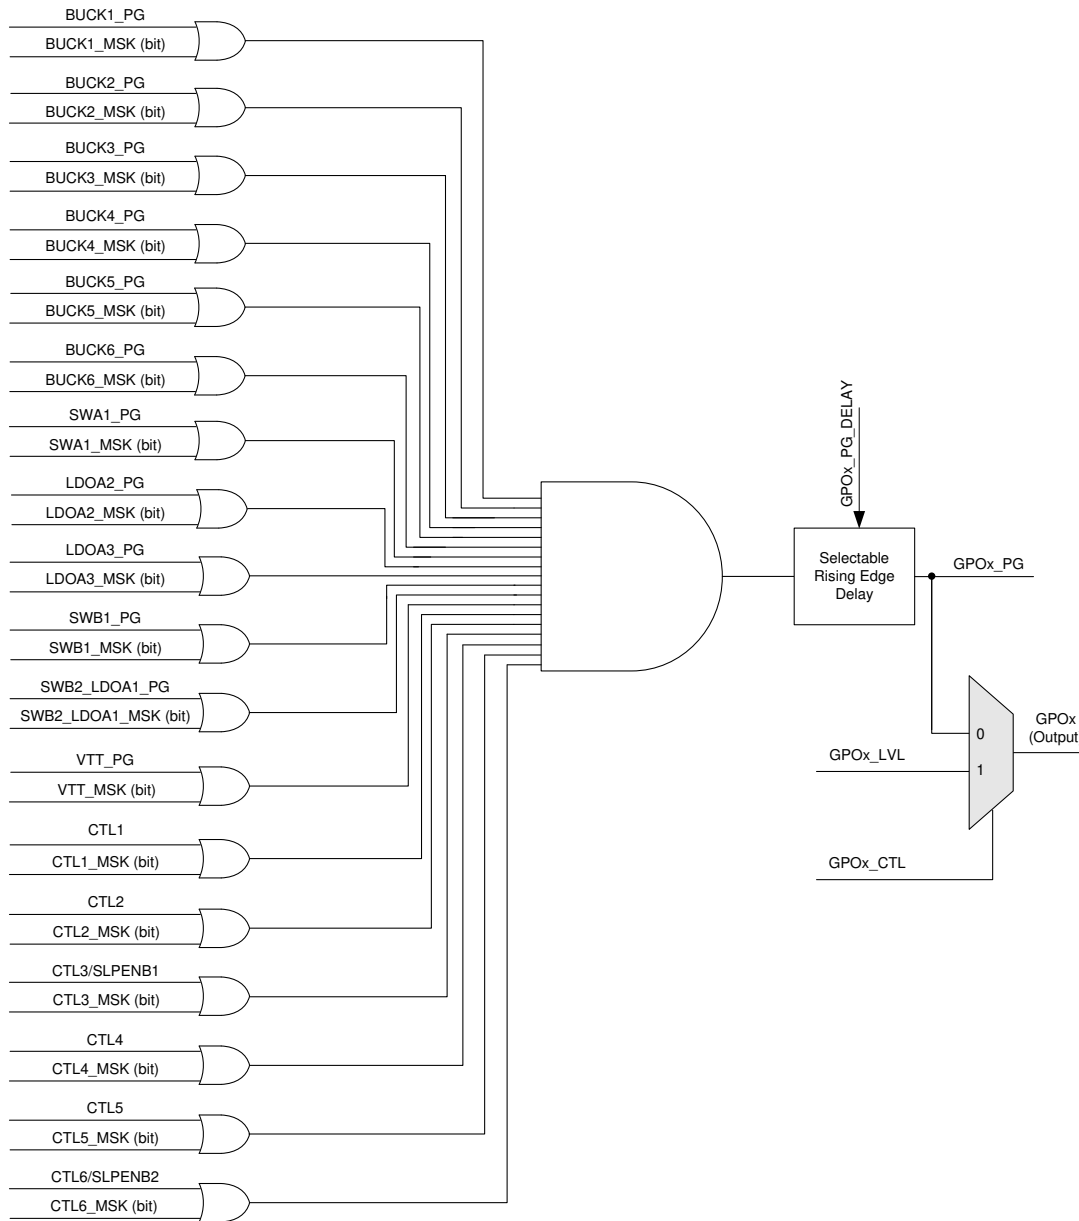 BUCK1_PG
BUCK1_MSK (bit)
BUCK2_PG
BUCK2_MSK (bit)
BUCK3_PG
BUCK3_MSK (bit)
BUCK4_PG
BUCK4_MSK (bit)
BUCK5_PG
BUCK5_MSK (bit)
BUCK6_PG
BUCK6_MSK (bit)
SWA1_PG
SWA1_MSK (bit)
LDOA2_PG
LDOA2_MSK (bit)
LDOA3_PG
LDOA3_MSK (bit)
SWB1_PG
SWB1_MSK (bit)
SWB2_LDOA1_PG
SWB2_LDOA1_MSK (bit)
VTT_PG
VTT_MSK (bit)
CTL1
CTL1_MSK (bit)
CTL2
CTL2_MSK (bit)
CTL3/SLPENB1
CTL3_MSK (bit)
CTL4
CTL4_MSK (bit)
CTL5
CTL5_MSK (bit)
CTL6/SLPENB2
CTL6_MSK (bit)
GPOx_PG_DELAY
Selectable
Rising Edge
Delay
GPOx_PG
0
1
GPOx_LVL
GPOx_CTL
GPOx
(Output